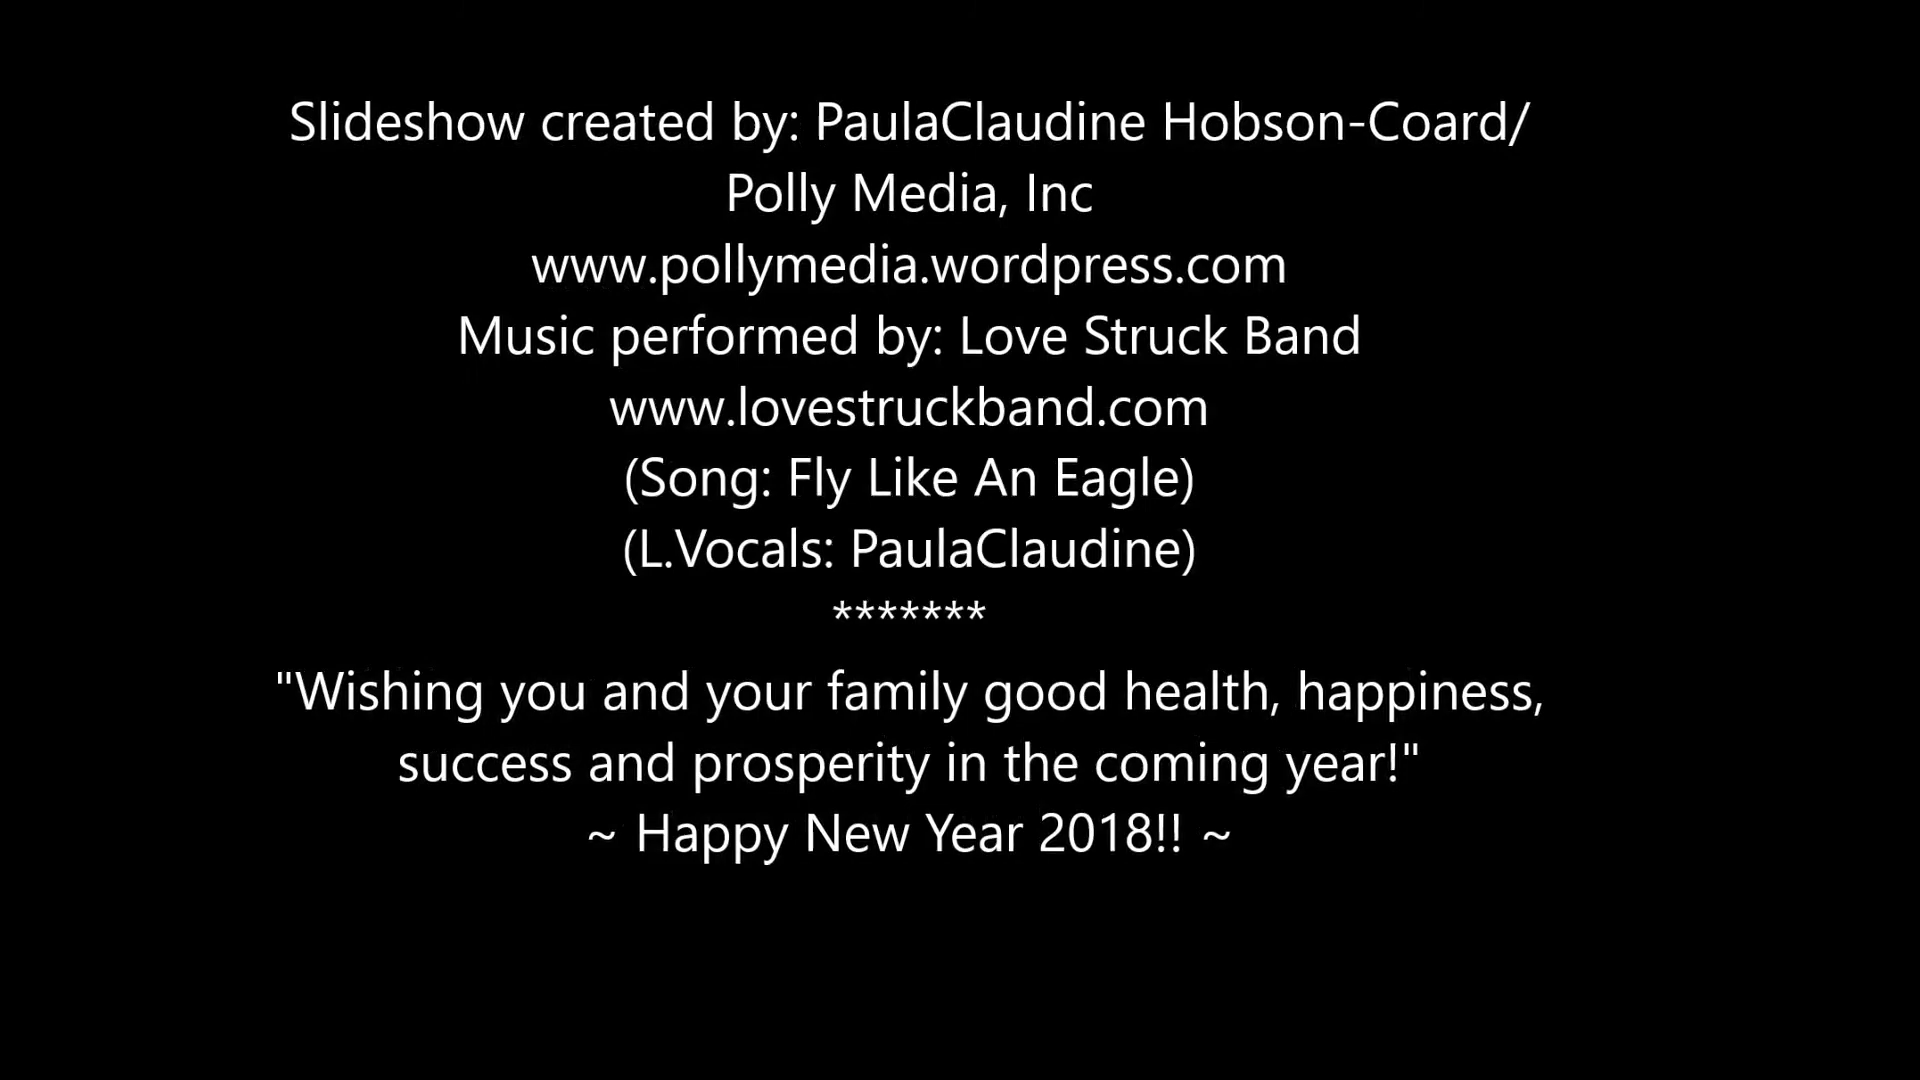 Slideshow created by: PaulaClaudine Hobson-Coard/
Polly Media, Inc
www.pollymedia.wordpress.com
Music performed by: Love Struck Band
www.lovestruckband.com
(Song: Fly Like An Eagle)
(L.Vocals: PaulaClaudine)
*******
"Wishing you and your family good health, happiness,
success and prosperity in the coming year!"
~ Happy New Year 2018!! ~